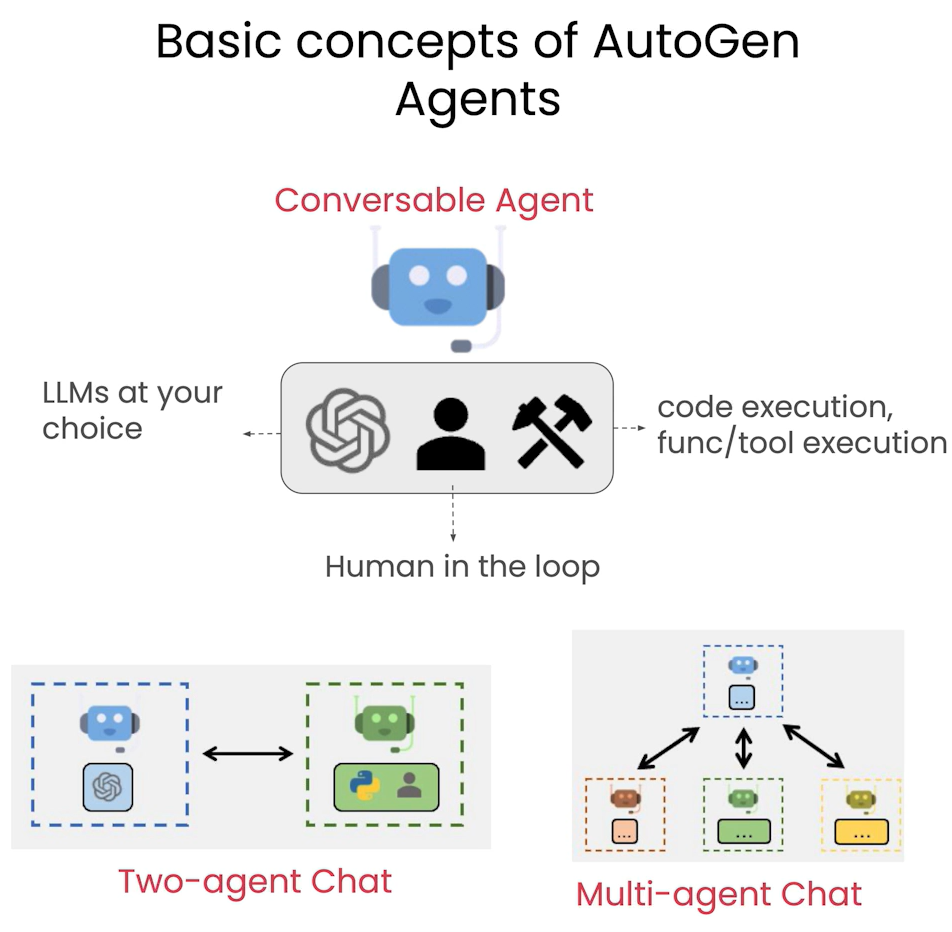 Basic concepts of AutoGen
Agents
Conversable Agent
LLMs at your
choice
code execution,
func/tool execution
Human in the loop
...
...
...
...
Two-agent Chat
Multi-agent Chat